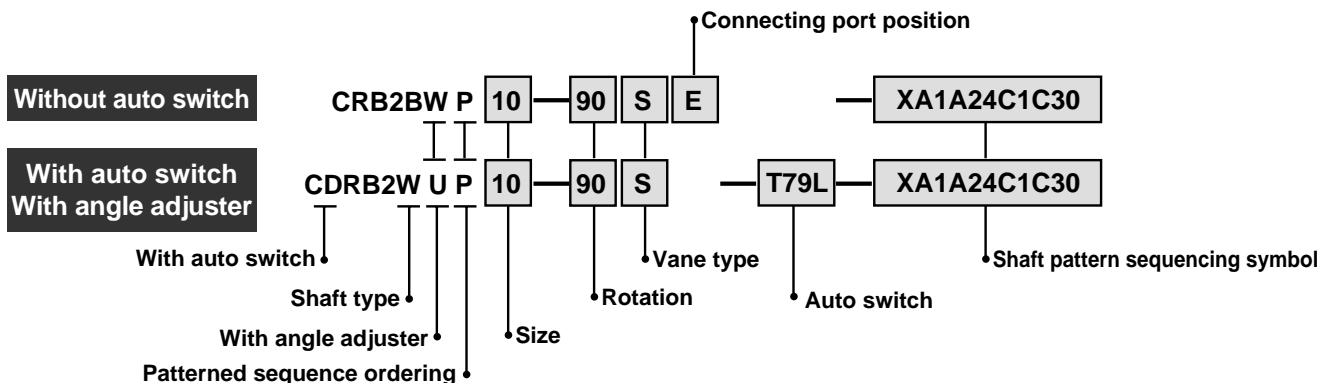 Connecting port position
Without auto switch CRB2BW P 10 — 90 S E — XA1A24C1C30
With auto switch
With angle adjuster
CDRB2W U P 10 — 90 S — T79L — XA1A24C1C30
With auto switch Vane type Shaft pattern sequencing symbol
Shaft type Rotation Auto switch
With angle adjuster Size
Patterned sequence ordering